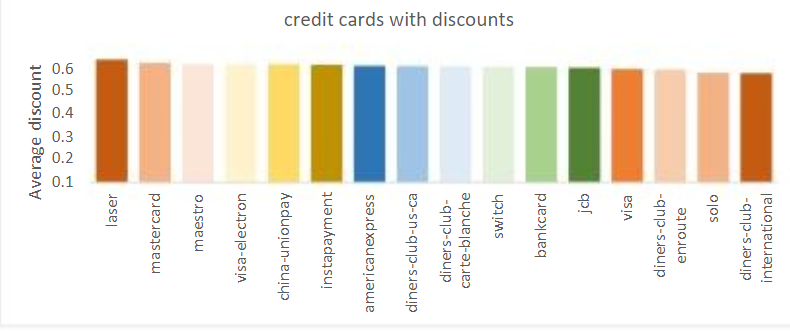 credit cards with discounts
Average discount
0.6
0.5
0.4
0.3
0.2
0.1
laser
mastercard
maestro
visa-electron
china-unionpay
instapayment
americanexpress
diners-club-us-ca
diners-club-
carte-blanche
switch
bankcard
jcb
visa
diners-club-
enroute
solo
diners-club-
international